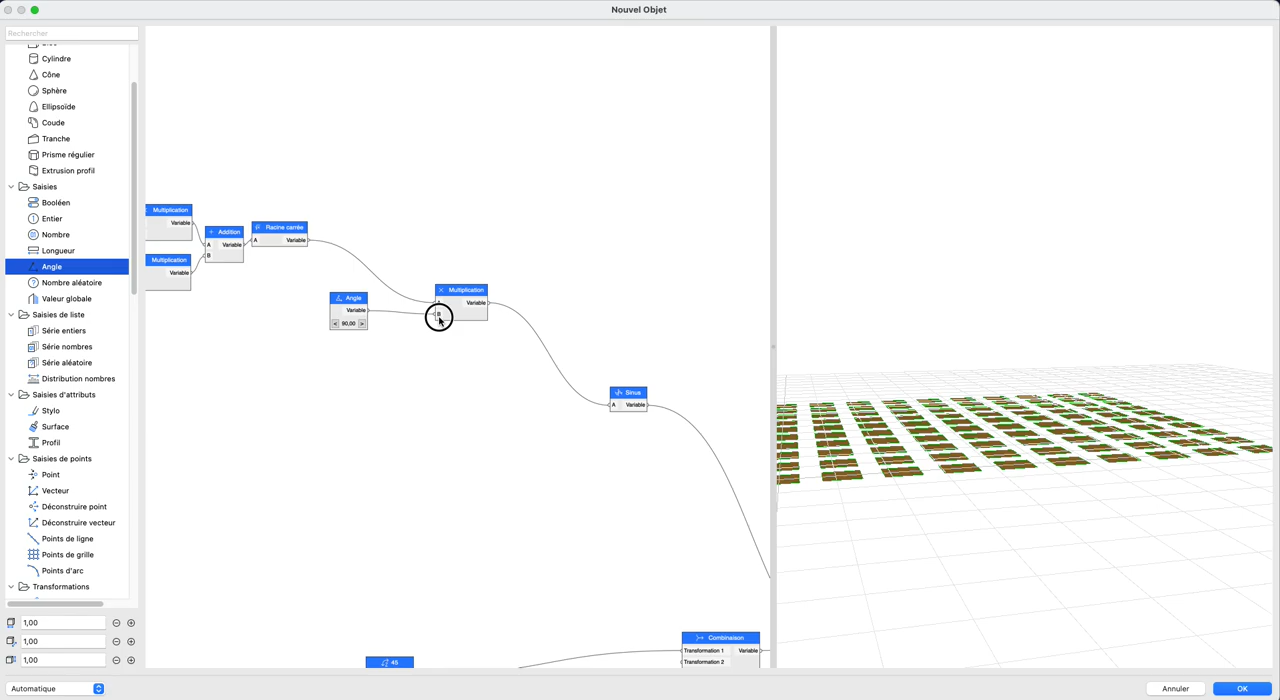 Nouvel Objet
Rechercher
Cylindre
Cône
Sphère
Ellipsoïde
Coude
Tranche
Prisme régulier
Extrusion profil
Saisies
Booléen
Entier
Nombre
Longueur
Angle
Nombre aléatoire
Valeur globale
Saisies de liste
Série entiers
Série nombres
Série aléatoire
Distribution nombres
Saisies d'attributs
Stylo
Surface
Profil
Saisies de points
Point
Vecteur
Déconstruire point
Déconstruire vecteur
Points de ligne
Points de grille
Points d'arc
Transformations
1,00
1,00
1,00
Automatique
Multiplication
Variable
Multiplication
Variable
Addition
A Variable
B
Racine carrée
A Variable
Angle
Variable
< 90,00 >
Multiplication
Variable
B
Sinus
A Variable
45
Combinaison
Transformation 1 Variable
Transformation 2
Annuler
OK